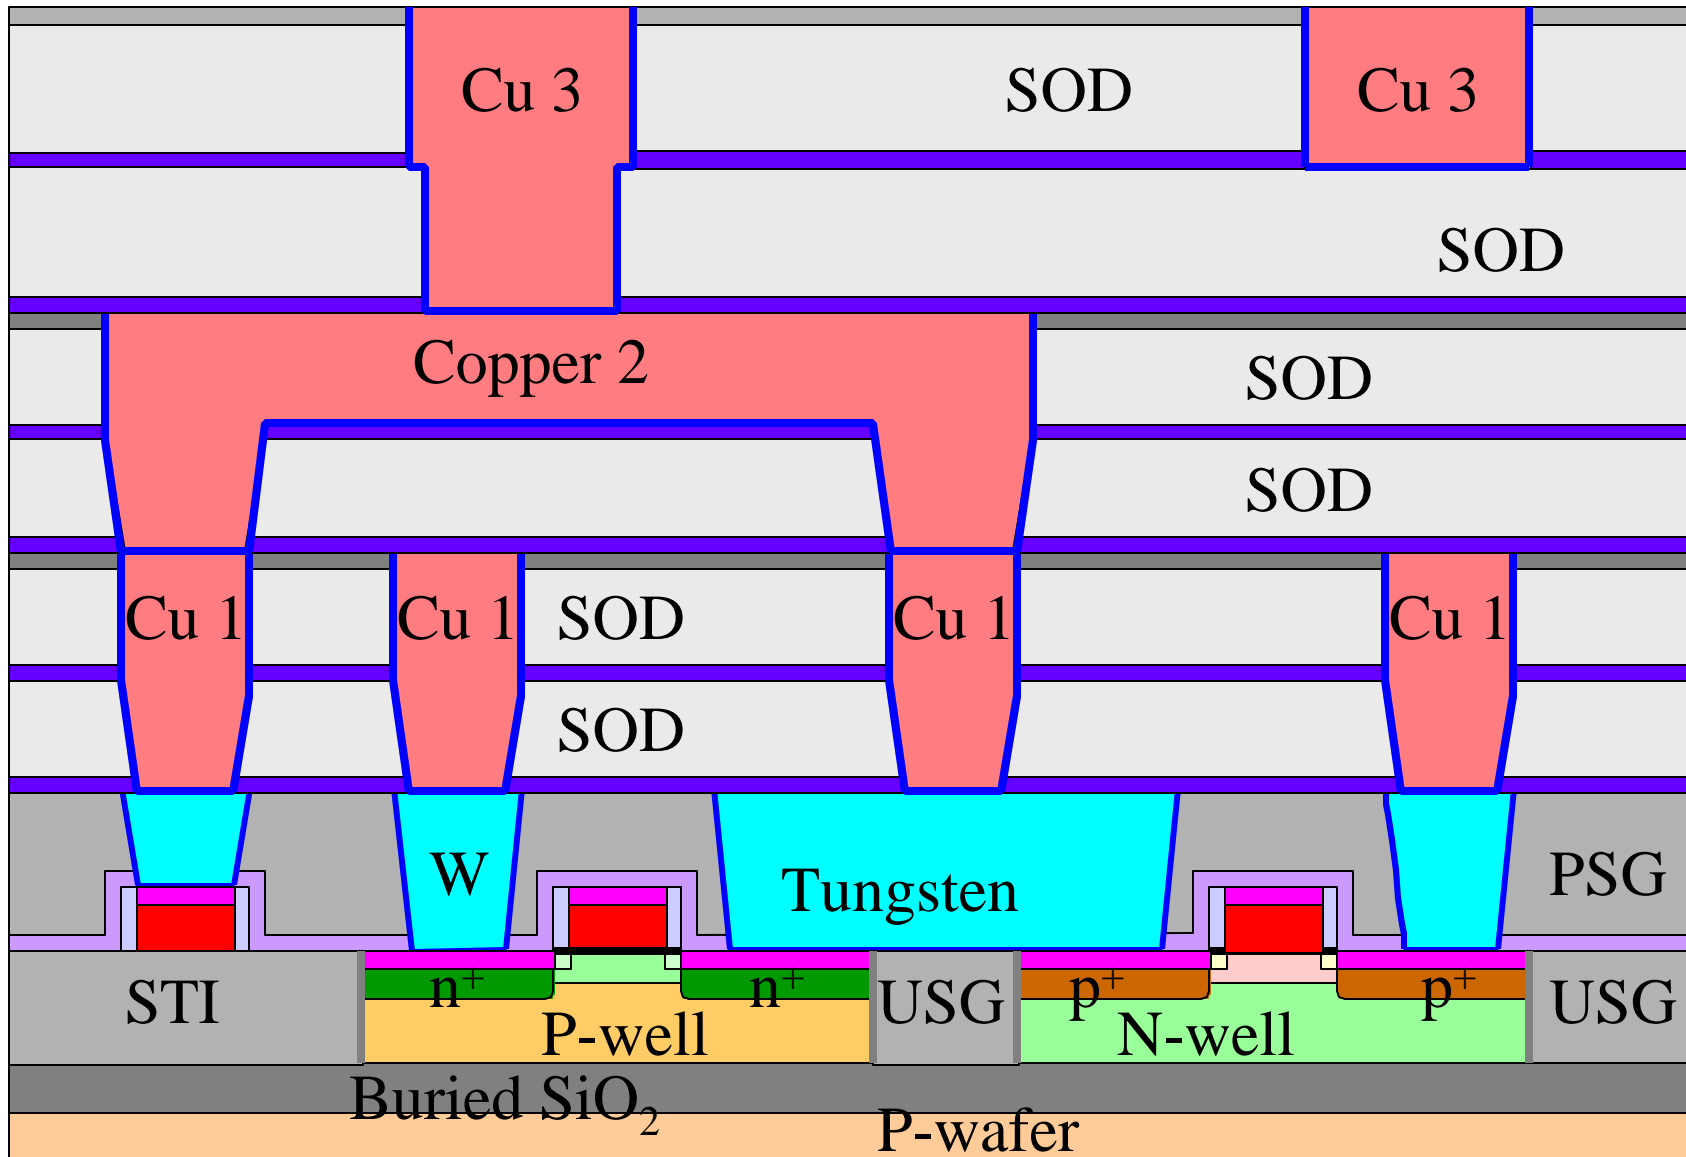 Cu 3
SOD
Cu 3
SOD
Copper 2
SOD
SOD
Cu 1
Cu 1
SOD
Cu 1
Cu 1
SOD
W
Tungsten
PSG
STI
n⁺
n⁺
USG
p⁺
p⁺
USG
P-well
N-well
Buried SiO₂
P-wafer